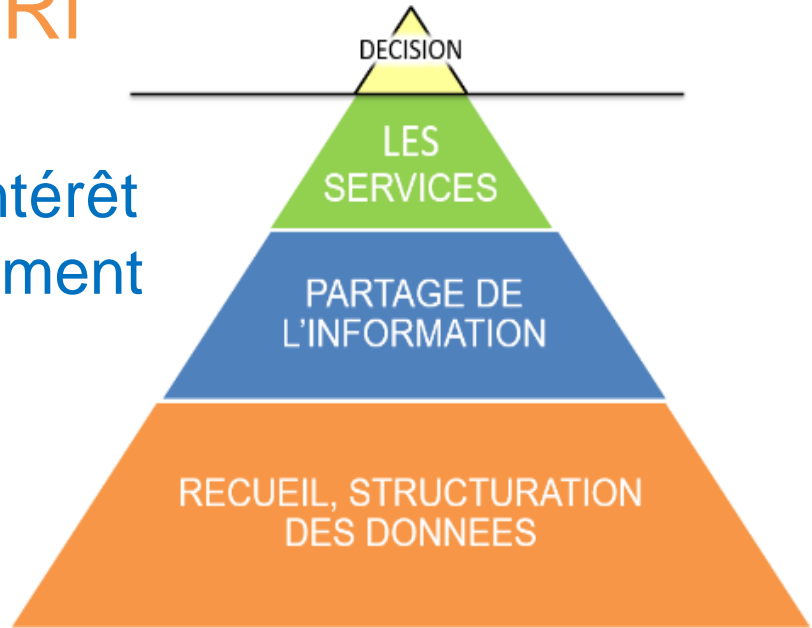 RI
DECISION
LES
SERVICES
ntérêt
ment
PARTAGE DE
L'INFORMATION
RECUEIL, STRUCTURATION
DES DONNEES